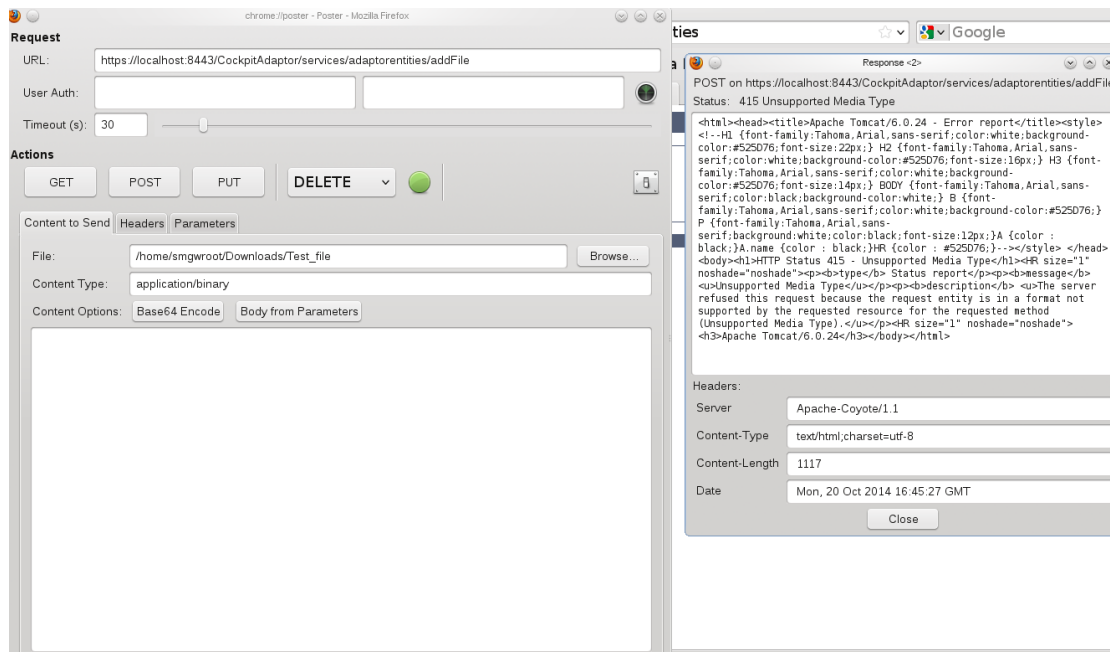 chrome://poster - Poster - Mozilla Firefox
Request
URL: https://localhost:8443/CockpitAdaptor/services/adaptorentities/addFile
User Auth:
Timeout (s): 30
Actions
GET POST PUT DELETE
Content to Send Headers Parameters
File: /home/smgwroot/Downloads/Test_file Browse...
Content Type: application/binary
Content Options: Base64 Encode Body from Parameters
ties Google
Response <2>
POST on https://localhost:8443/CockpitAdaptor/services/adaptorentities/addFile
Status: 415 Unsupported Media Type
<html><head><title>Apache Tomcat/6.0.24 - Error report</title><style>
<!--H1 {font-family:Tahoma,Arial,sans-serif;color:white;background-
color:#525D76;font-size:22px;} H2 {font-family:Tahoma,Arial,sans-
serif;color:white;background-color:#525D76;font-size:16px;} H3 {font-
family:Tahoma,Arial,sans-serif;color:white;background-
color:#525D76;font-size:14px;} BODY {font-family:Tahoma,Arial,sans-
serif;color:black;background-color:white;} B {font-
family:Tahoma,Arial,sans-serif;color:white;background-color:#525D76;}
P {font-family:Tahoma,Arial,sans-
serif;background:white;color:black;font-size:12px;}A {color :
black;}A.name {color : black;}HR {color : #525D76;}--></style> </head>
<body><h1>HTTP Status 415 - Unsupported Media Type</h1><HR size="1"
noshade="noshade"><p><b>type</b> Status report</p><p><b>message</b>
<u>Unsupported Media Type</u></p><p><b>description</b> <u>The server
refused this request because the request entity is in a format not
supported by the requested resource for the requested method
(Unsupported Media Type).</u></p><HR size="1" noshade="noshade">
<h3>Apache Tomcat/6.0.24</h3></body></html>
Headers:
Server Apache-Coyote/1.1
Content-Type text/html;charset=utf-8
Content-Length 1117
Date Mon, 20 Oct 2014 16:45:27 GMT
Close